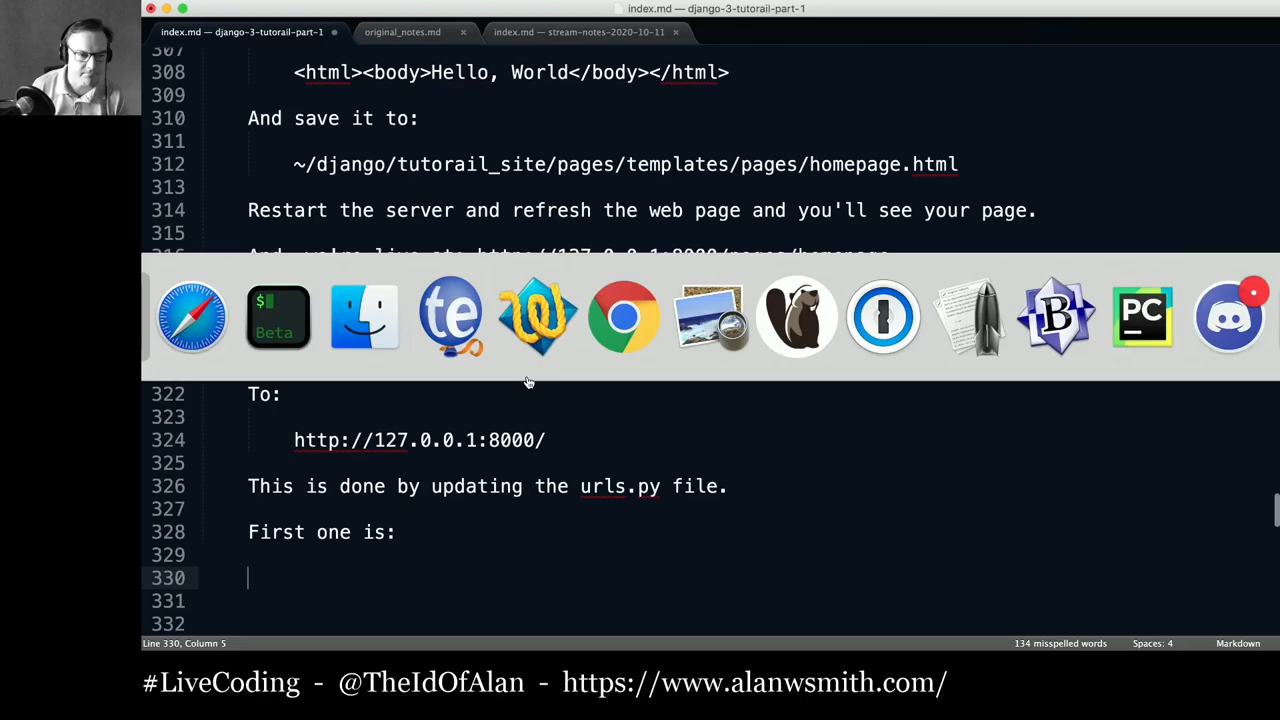 index.md — django-3-tutorail-part-1
index.md — django-3-tutorail-part-1
original_notes.md
index.md — stream-notes-2020-10-11
307
308 <html><body>Hello, World</body></html>
309
310 And save it to:
311
312 ~/django/tutorail_site/pages/templates/pages/homepage.html
313
314 Restart the server and refresh the web page and you'll see your page.
315
$
Beta
te
B
PC
322 To:
323
324 http://127.0.0.1:8000/
325
326 This is done by updating the urls.py file.
327
328 First one is:
329
330
331
332
Line 330, Column 5
134 misspelled words
Spaces: 4
Markdown
#LiveCoding - @TheIdOfAlan - https://www.alanwsmith.com/